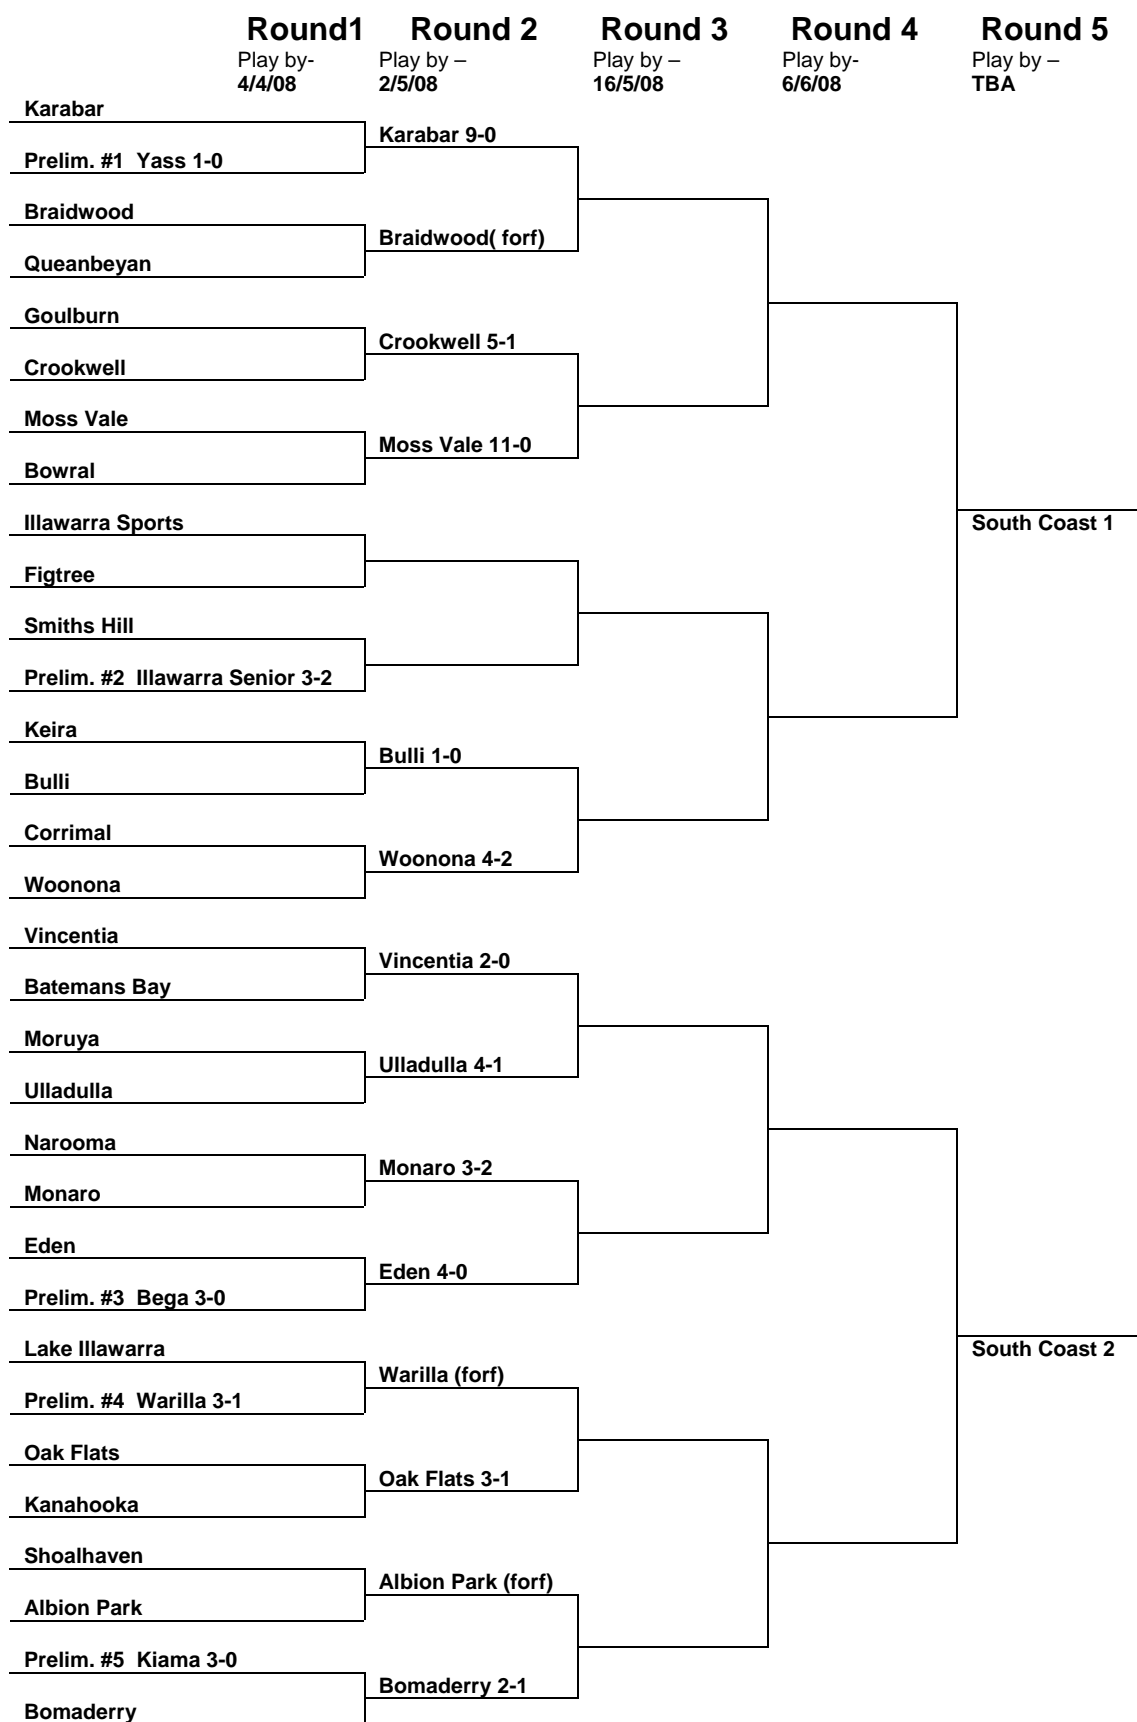 Round1 Round 2 Round 3 Round 4 Round 5
Play by- Play by – Play by – Play by- Play by –
4/4/08 2/5/08 16/5/08 6/6/08 TBA
Karabar
Karabar 9-0
Prelim. #1 Yass 1-0
Braidwood
Braidwood( forf)
Queanbeyan
Goulburn
Crookwell 5-1
Crookwell
Moss Vale
Moss Vale 11-0
Bowral
Illawarra Sports
South Coast 1
Figtree
Smiths Hill
Prelim. #2 Illawarra Senior 3-2
Keira
Bulli 1-0
Bulli
Corrimal
Woonona 4-2
Woonona
Vincentia
Vincentia 2-0
Batemans Bay
Moruya
Ulladulla 4-1
Ulladulla
Narooma
Monaro 3-2
Monaro
Eden
Eden 4-0
Prelim. #3 Bega 3-0
Lake Illawarra
South Coast 2
Warilla (forf)
Prelim. #4 Warilla 3-1
Oak Flats
Oak Flats 3-1
Kanahooka
Shoalhaven
Albion Park (forf)
Albion Park
Prelim. #5 Kiama 3-0
Bomaderry 2-1
Bomaderry